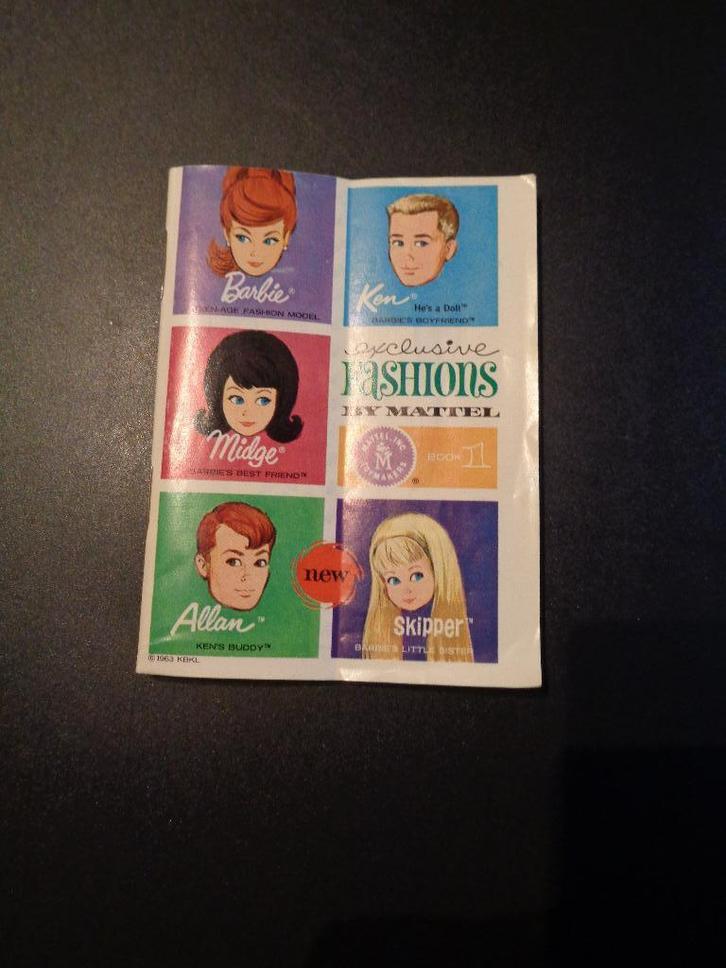 Barbie®
TEEN-AGE FASHION MODEL
Ken®
He's a Doll™
BARBIE'S BOYFRIEND™
Midge®
BARBIE'S BEST FRIEND™
exclusive
FASHIONS
BY MATTEL
MATTEL, INC.
M
TOYMAKERS
®
BOOK 1
Allan™
KEN'S BUDDY™
new
Skipper™
BARBIE'S LITTLE SISTER
© 1963 KBKL